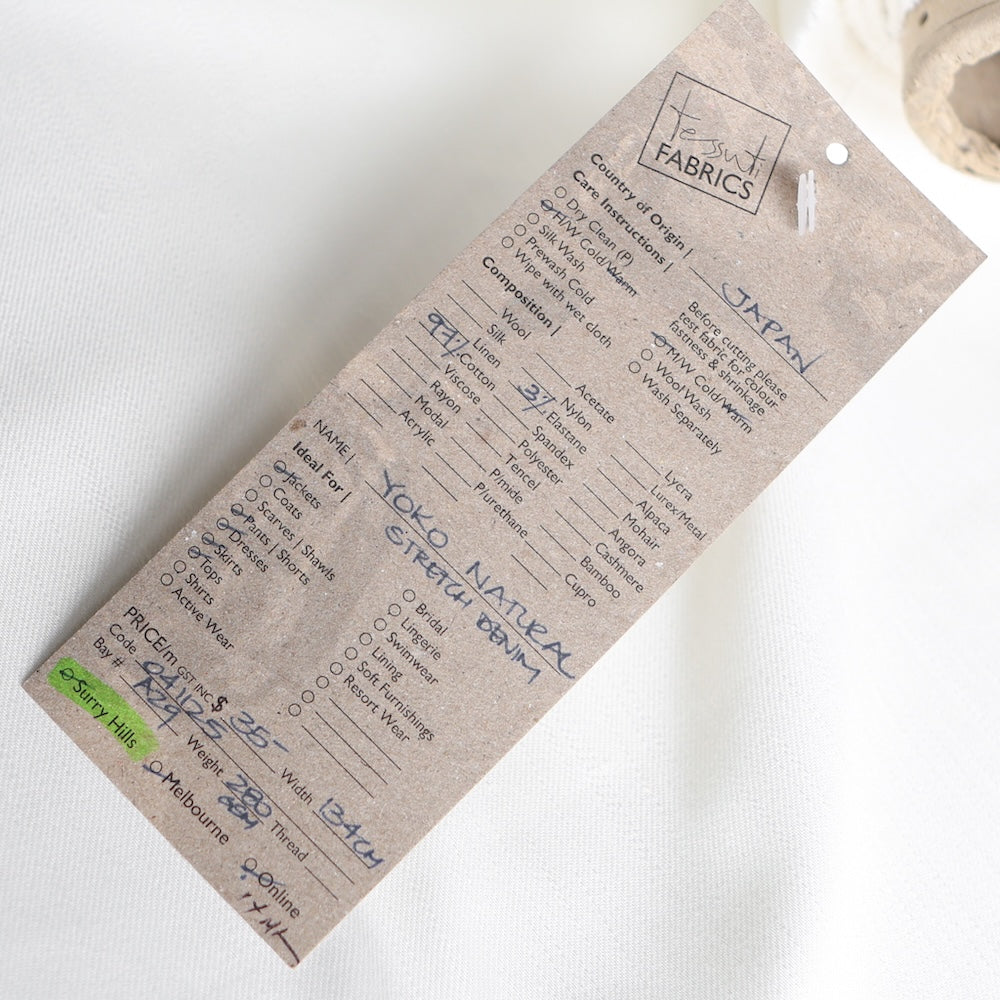 tessuti
FABRICS
Country of Origin | JAPAN
Care Instructions |
Dry Clean (P)
H/W Cold/Warm
Silk Wash
Prewash Cold
Wipe with wet cloth
Before cutting please
test fabric for colour
fastness & shrinkage
M/W Cold/Warm
Wool Wash
Wash Separately
Composition |
Wool
Silk
Linen
97% Cotton
Viscose
Rayon
Modal
Acrylic
Acetate
Nylon
3% Elastane
Spandex
Polyester
Tencel
P/mide
P/urethane
Lycra
Lurex/Metal
Alpaca
Mohair
Angora
Cashmere
Bamboo
Cupro
NAME | YOKO NATURAL
STRETCH DENIM
Ideal For |
Jackets
Coats
Scarves | Shawls
Pants | Shorts
Dresses
Skirts
Tops
Shirts
Active Wear
Bridal
Lingerie
Swimwear
Lining
Soft Furnishings
Resort Wear
PRICE/m GST INC. $ 35-
Code 041125 Width 134CM
Bay # A29 Weight 280 GSM Thread
Surry Hills
Melbourne
Online